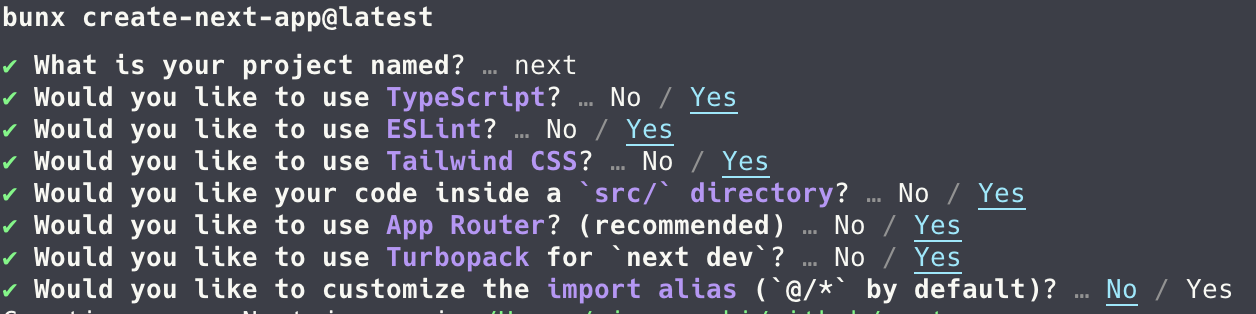 bunx create-next-app@latest
✔ What is your project named? … next
✔ Would you like to use TypeScript? … No / Yes
✔ Would you like to use ESLint? … No / Yes
✔ Would you like to use Tailwind CSS? … No / Yes
✔ Would you like your code inside a `src/` directory? … No / Yes
✔ Would you like to use App Router? (recommended) … No / Yes
✔ Would you like to use Turbopack for `next dev`? … No / Yes
✔ Would you like to customize the import alias (`@/*` by default)? … No / Yes